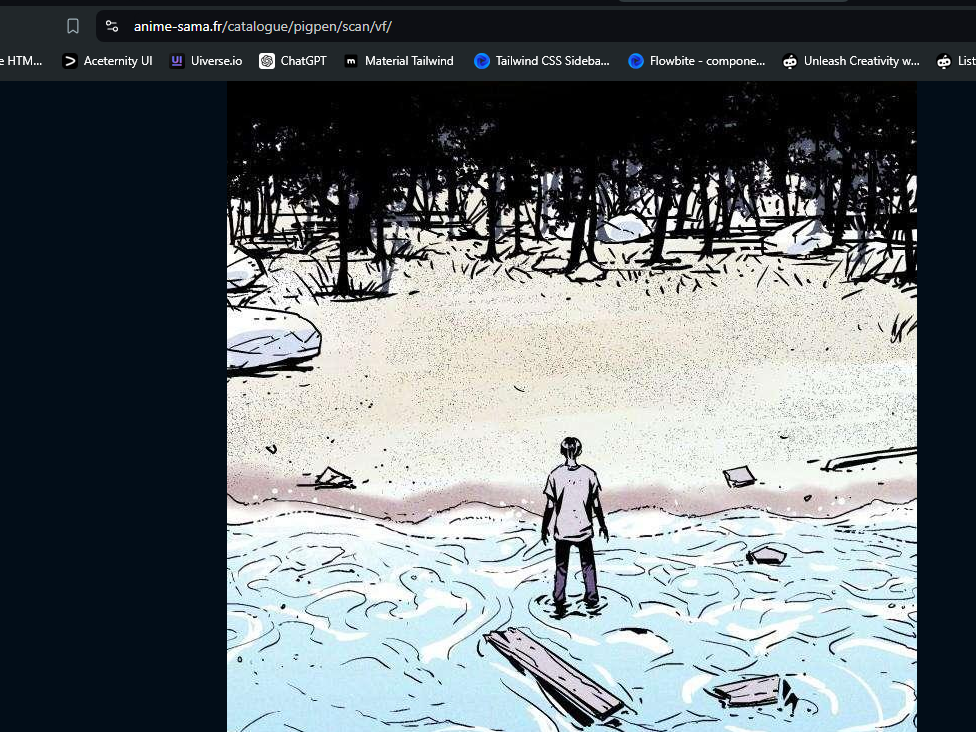 anime-sama.fr/catalogue/pigpen/scan/vf/
e HTM... Aceternity UI UI Uiverse.io ChatGPT m Material Tailwind Tailwind CSS Sideba... Flowbite - compone... Unleash Creativity w... List